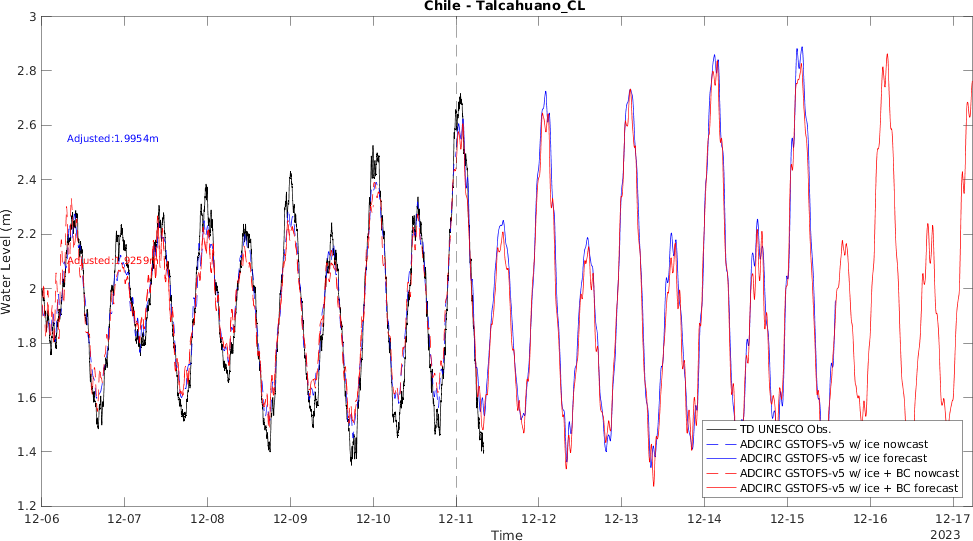 Chile - Talcahuano_CL
3
2.8
2.6
2.4
2.2
2
1.8
1.6
1.4
1.2
Water Level (m)
Adjusted:1.9954m
Adjusted:1.9259m
TD UNESCO Obs.
ADCIRC GSTOFS-v5 w/ ice nowcast
ADCIRC GSTOFS-v5 w/ ice forecast
ADCIRC GSTOFS-v5 w/ ice + BC nowcast
ADCIRC GSTOFS-v5 w/ ice + BC forecast
12-06 12-07 12-08 12-09 12-10 12-11 12-12 12-13 12-14 12-15 12-16 12-17
2023
Time